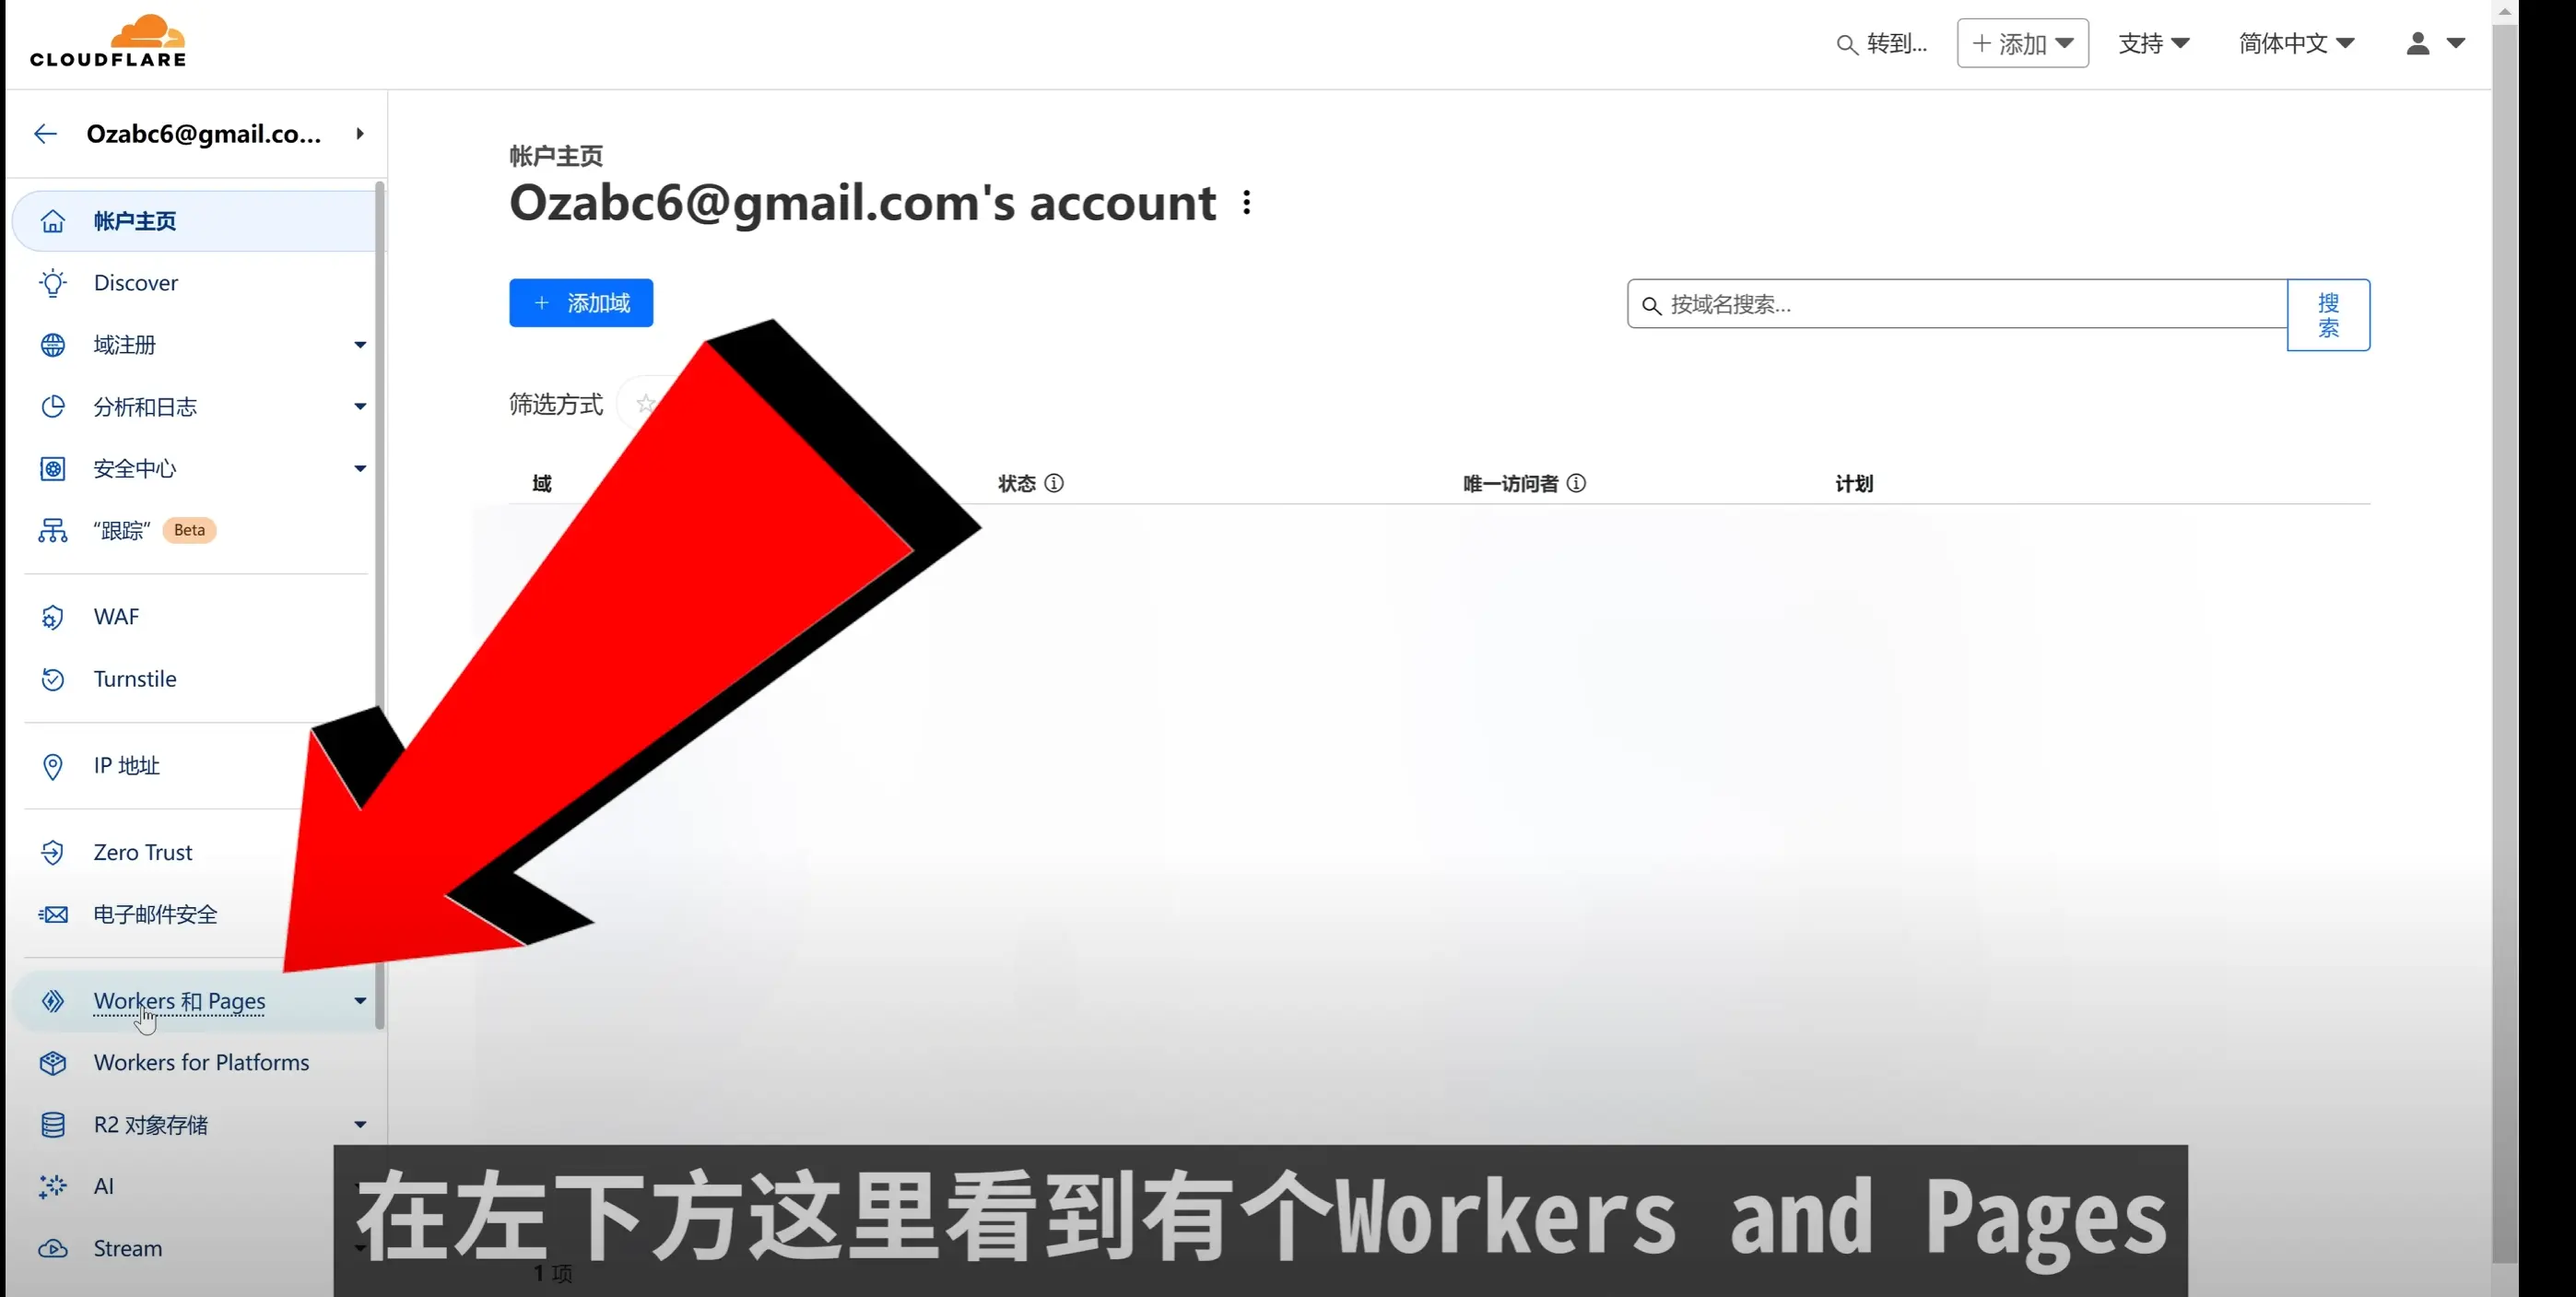 CLOUDFLARE
转到...
+ 添加
支持
简体中文
Ozabc6@gmail.co...
帐户主页
Discover
域注册
分析和日志
安全中心
“跟踪” Beta
WAF
Turnstile
IP 地址
Zero Trust
电子邮件安全
Workers 和 Pages
Workers for Platforms
R2 对象存储
AI
Stream
帐户主页
Ozabc6@gmail.com's account
+ 添加域
按域名搜索...
搜索
筛选方式
域 状态 唯一访问者 计划
1 项
在左下方这里看到有个Workers and Pages